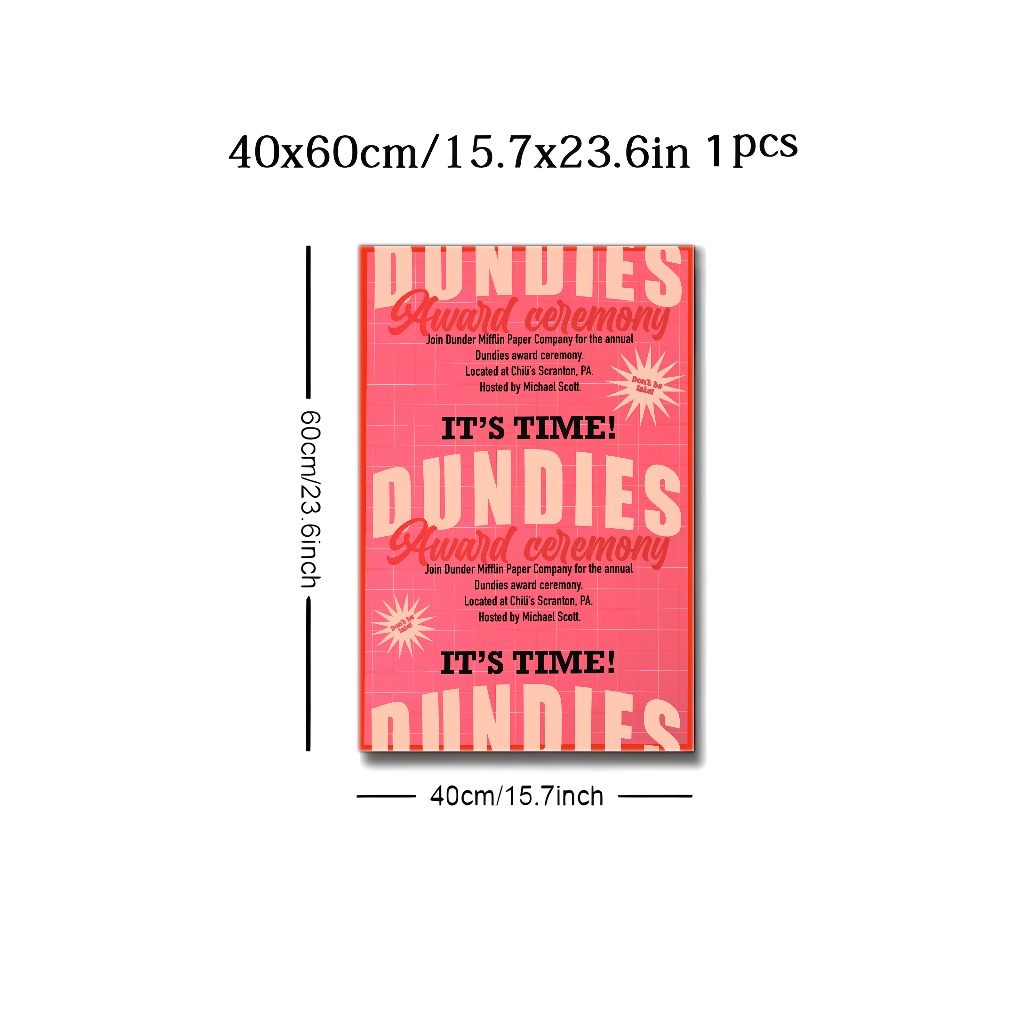 40x60cm/15.7x23.6in 1pcs
DUNDIES
Award ceremony
Join Dunder Mifflin Paper Company for the annual
Dundies award ceremony.
Located at Chili's Scranton, PA.
Hosted by Michael Scott.
Don't be
late!
IT'S TIME!
DUNDIES
Award ceremony
Join Dunder Mifflin Paper Company for the annual
Dundies award ceremony.
Located at Chili's Scranton, PA.
Hosted by Michael Scott.
Don't be
late!
IT'S TIME!
DUNDIES
60cm/23.6inch
40cm/15.7inch